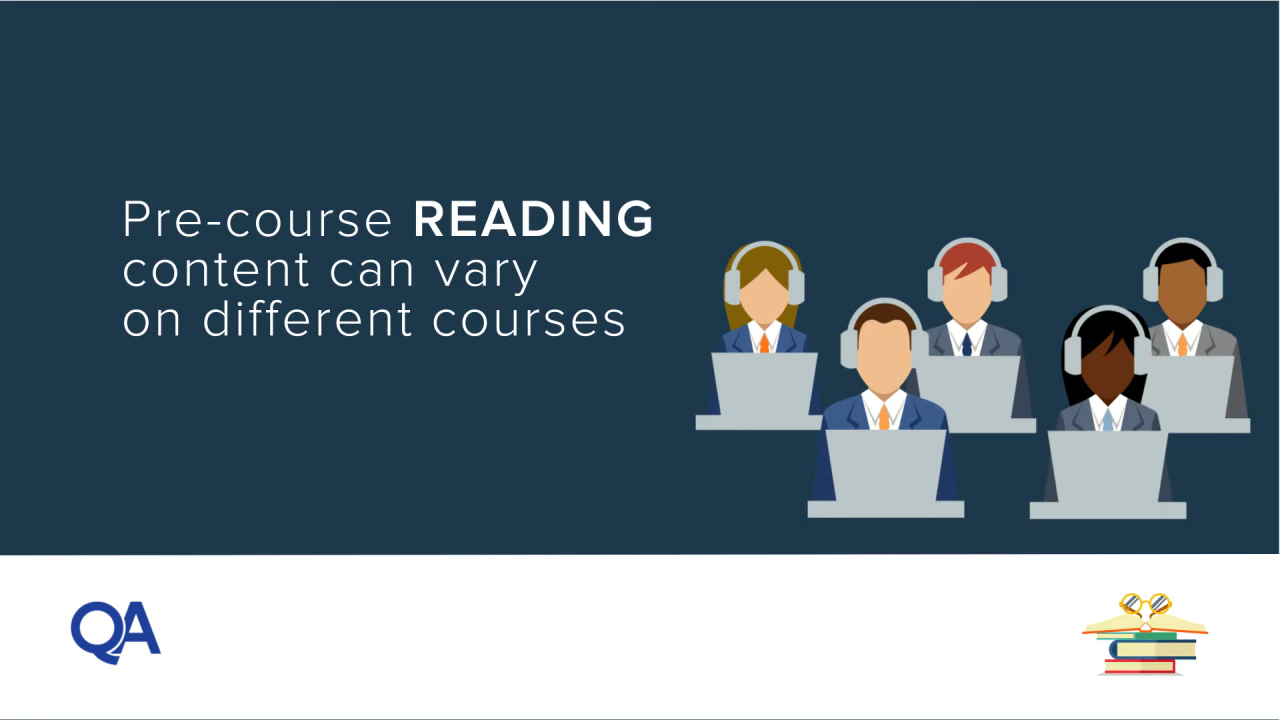 Pre-course READING
content can vary
on different courses
QA